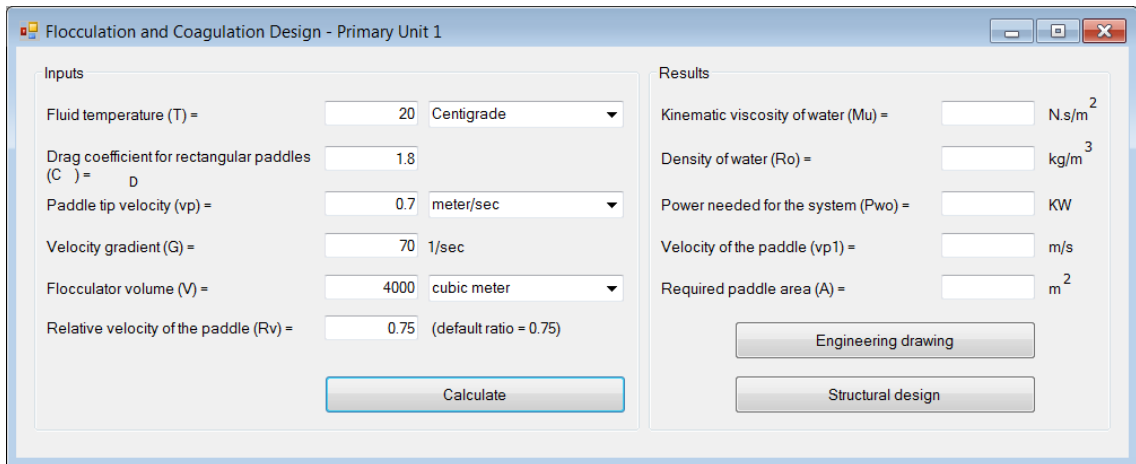 Flocculation and Coagulation Design - Primary Unit 1
Inputs
Fluid temperature (T) = 20 Centigrade
Drag coefficient for rectangular paddles
(C D) = 1.8
Paddle tip velocity (vp) = 0.7 meter/sec
Velocity gradient (G) = 70 1/sec
Flocculator volume (V) = 4000 cubic meter
Relative velocity of the paddle (Rv) = 0.75 (default ratio = 0.75)
Calculate
Results
Kinematic viscosity of water (Mu) = N.s/m2
Density of water (Ro) = kg/m3
Power needed for the system (Pwo) = KW
Velocity of the paddle (vp1) = m/s
Required paddle area (A) = m2
Engineering drawing
Structural design